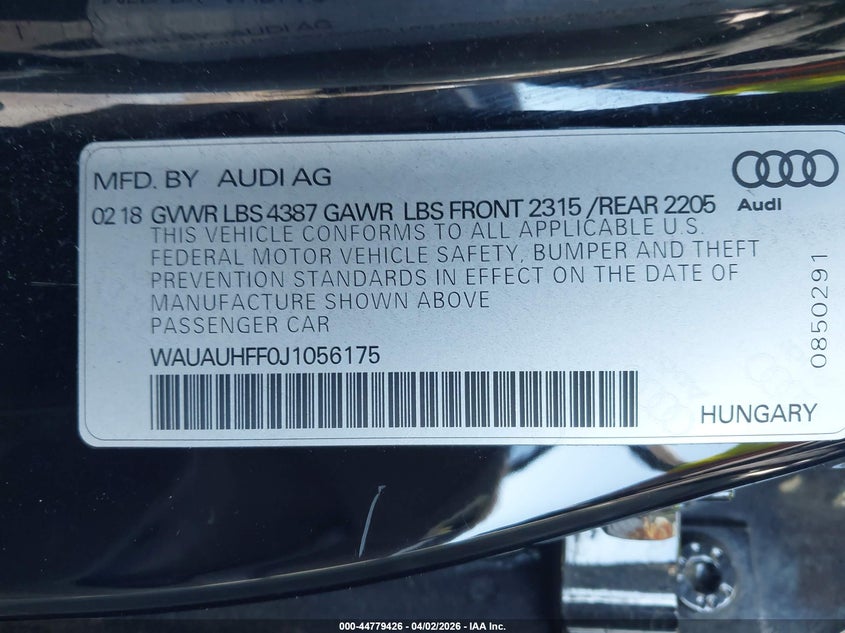 AUDI AG
MFD. BY AUDI AG
Audi
02 18 GVWR LBS 4387 GAWR LBS FRONT 2315 / REAR 2205
THIS VEHICLE CONFORMS TO ALL APPLICABLE U.S.
FEDERAL MOTOR VEHICLE SAFETY, BUMPER AND THEFT
PREVENTION STANDARDS IN EFFECT ON THE DATE OF
MANUFACTURE SHOWN ABOVE
PASSENGER CAR
WAUAUHFF0J1056175
HUNGARY
0850291
000-44779426 - 04/02/2026 - IAA Inc.